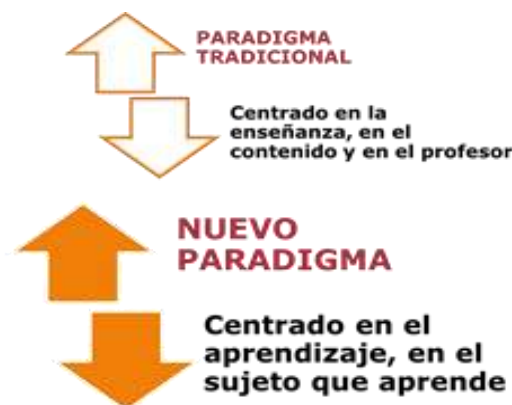 PARADIGMA
TRADICIONAL
Centrado en la
enseñanza, en el
contenido y en el profesor
NUEVO
PARADIGMA
Centrado en el
aprendizaje, en el
sujeto que aprende